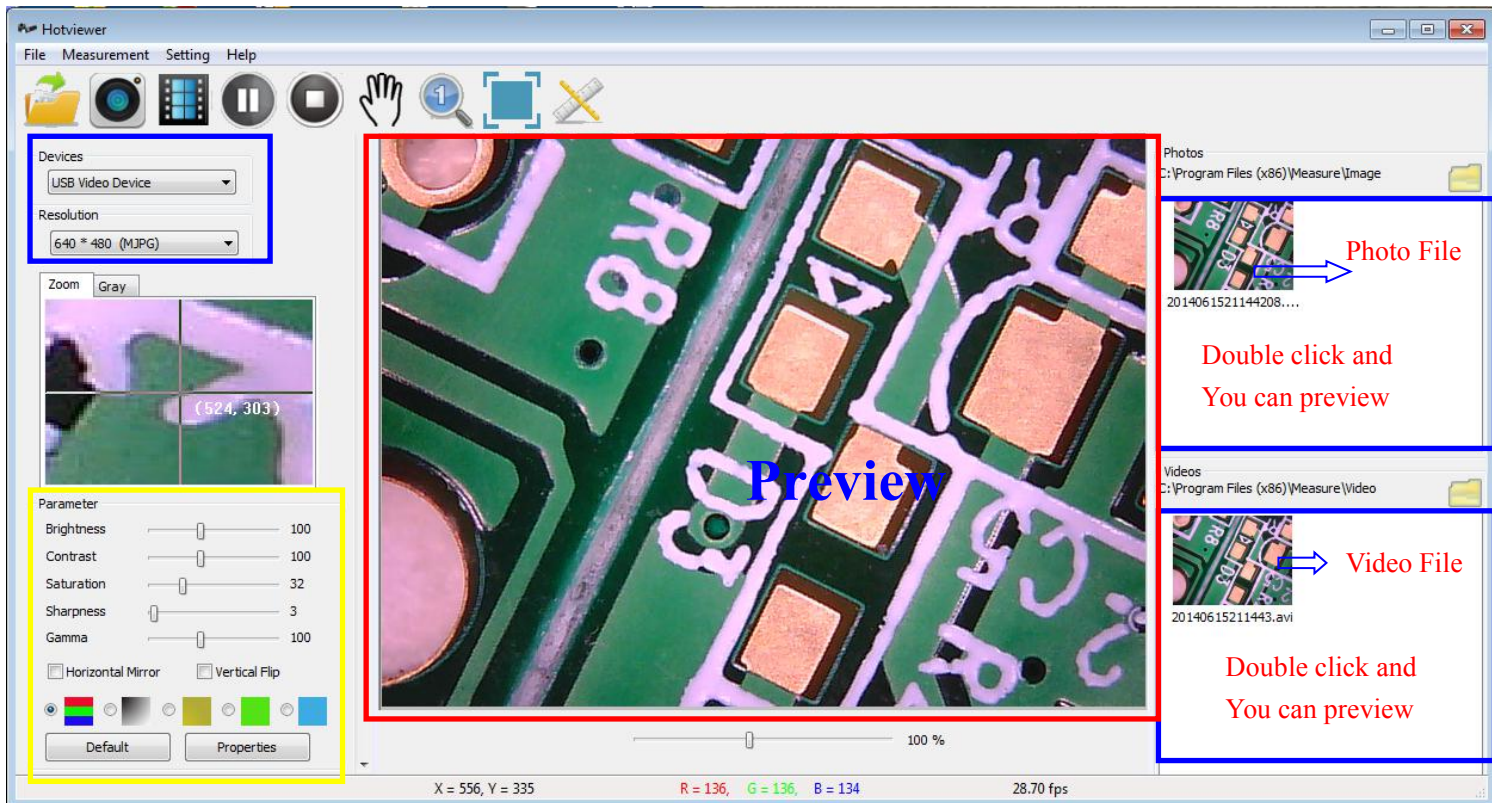 Hotviewer
File Measurement Setting Help
1
Devices
USB Video Device
Resolution
640 * 480 (MJPG)
Zoom Gray
(524, 303)
Parameter
Brightness 100
Contrast 100
Saturation 32
Sharpness 3
Gamma 100
Horizontal Mirror Vertical Flip
Default Properties
R8
D3
Preview
100 %
Photos
C:\Program Files (x86)\Measure\Image
Photo File
2014061521144208....
Double click and
You can preview
Videos
C:\Program Files (x86)\Measure\Video
Video File
20140615211443.avi
Double click and
You can preview
X = 556, Y = 335 R = 136, G = 136, B = 134 28.70 fps